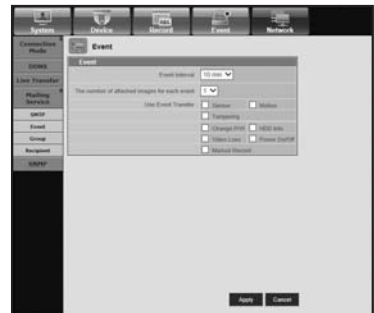 System Device Record Event Network
Connection Mode
DDNS
Live Transfer
Mailing Service
SMTP
Event
Group
Recipient
SNMP
Event
Event
Event Interval 10 min
The number of attached images for each event 1
Use Event Transfer Sensor Motion
Tampering
Change P/W HDD Info
Video Loss Power On/Off
Manual Record
Apply Cancel